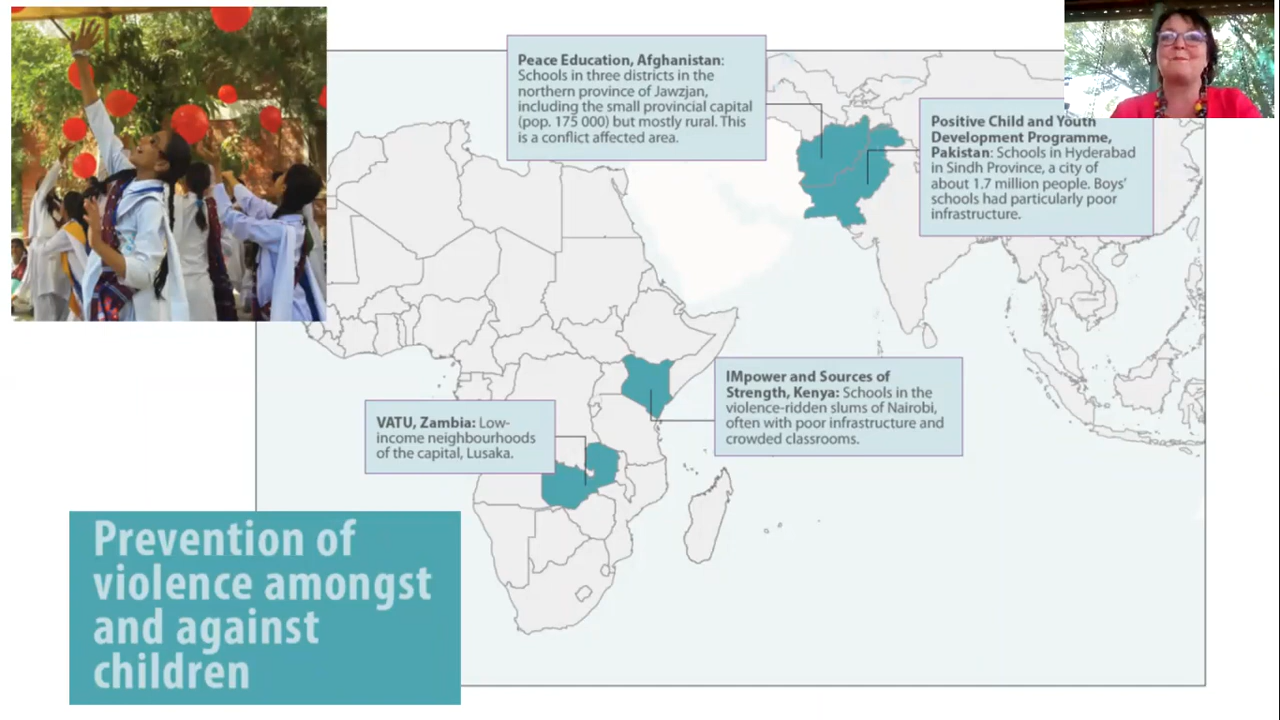 Peace Education, Afghanistan:
Schools in three districts in the
northern province of Jawzjan,
including the small provincial capital
(pop. 175 000) but mostly rural. This
is a conflict affected area.
Positive Child and Youth
Development Programme,
Pakistan: Schools in Hyderabad
in Sindh Province, a city of
about 1.7 million people. Boys'
schools had particularly poor
infrastructure.
IMpower and Sources of
Strength, Kenya: Schools in the
violence-ridden slums of Nairobi,
often with poor infrastructure and
crowded classrooms.
VATU, Zambia: Low-
income neighbourhoods
of the capital, Lusaka.
Prevention of
violence amongst
and against
children